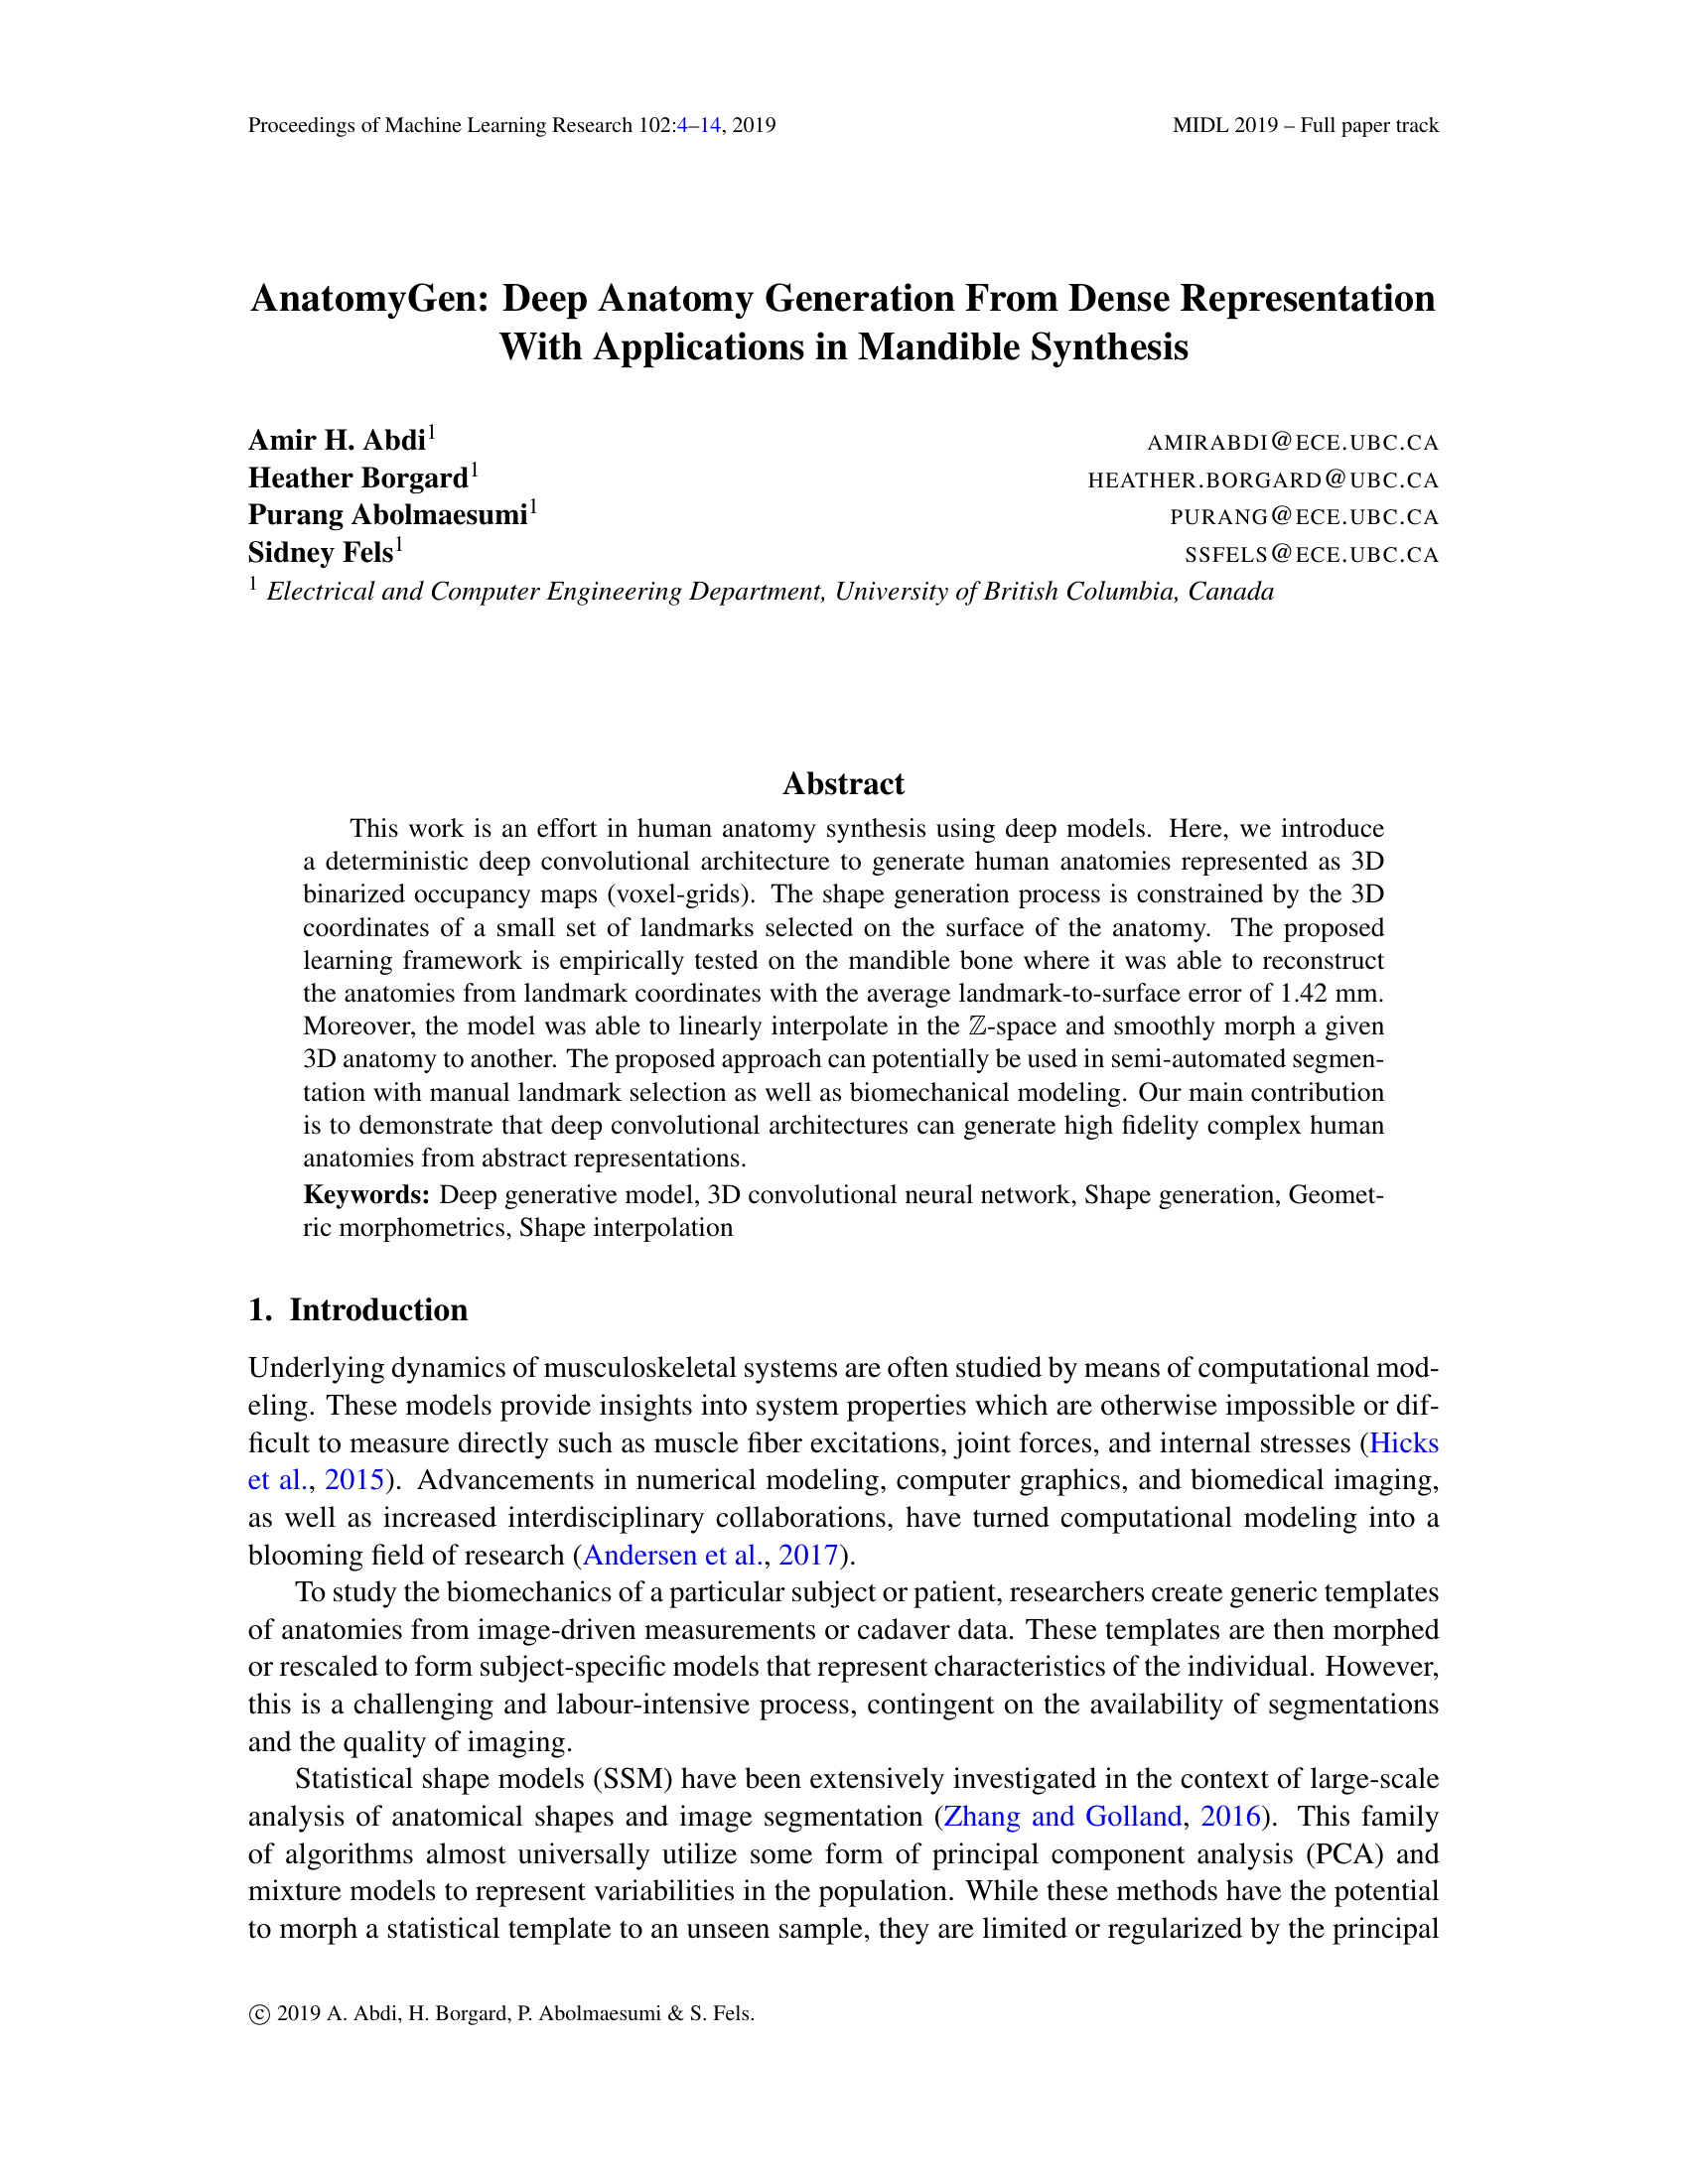 Proceedings of Machine Learning Research 102:4–14, 2019 MIDL 2019 – Full paper track
AnatomyGen: Deep Anatomy Generation From Dense Representation
With Applications in Mandible Synthesis
Amir H. Abdi¹ AMIRABDI@ECE.UBC.CA
Heather Borgard¹ HEATHER.BORGARD@UBC.CA
Purang Abolmaesumi¹ PURANG@ECE.UBC.CA
Sidney Fels¹ SSFELS@ECE.UBC.CA
¹ Electrical and Computer Engineering Department, University of British Columbia, Canada
Abstract
This work is an effort in human anatomy synthesis using deep models. Here, we introduce
a deterministic deep convolutional architecture to generate human anatomies represented as 3D
binarized occupancy maps (voxel-grids). The shape generation process is constrained by the 3D
coordinates of a small set of landmarks selected on the surface of the anatomy. The proposed
learning framework is empirically tested on the mandible bone where it was able to reconstruct
the anatomies from landmark coordinates with the average landmark-to-surface error of 1.42 mm.
Moreover, the model was able to linearly interpolate in the ℤ-space and smoothly morph a given
3D anatomy to another. The proposed approach can potentially be used in semi-automated segmen-
tation with manual landmark selection as well as biomechanical modeling. Our main contribution
is to demonstrate that deep convolutional architectures can generate high fidelity complex human
anatomies from abstract representations.
Keywords: Deep generative model, 3D convolutional neural network, Shape generation, Geomet-
ric morphometrics, Shape interpolation
1. Introduction
Underlying dynamics of musculoskeletal systems are often studied by means of computational mod-
eling. These models provide insights into system properties which are otherwise impossible or dif-
ficult to measure directly such as muscle fiber excitations, joint forces, and internal stresses (Hicks
et al., 2015). Advancements in numerical modeling, computer graphics, and biomedical imaging,
as well as increased interdisciplinary collaborations, have turned computational modeling into a
blooming field of research (Andersen et al., 2017).
To study the biomechanics of a particular subject or patient, researchers create generic templates
of anatomies from image-driven measurements or cadaver data. These templates are then morphed
or rescaled to form subject-specific models that represent characteristics of the individual. However,
this is a challenging and labour-intensive process, contingent on the availability of segmentations
and the quality of imaging.
Statistical shape models (SSM) have been extensively investigated in the context of large-scale
analysis of anatomical shapes and image segmentation (Zhang and Golland, 2016). This family
of algorithms almost universally utilize some form of principal component analysis (PCA) and
mixture models to represent variabilities in the population. While these methods have the potential
to morph a statistical template to an unseen sample, they are limited or regularized by the principal
© 2019 A. Abdi, H. Borgard, P. Abolmaesumi & S. Fels.